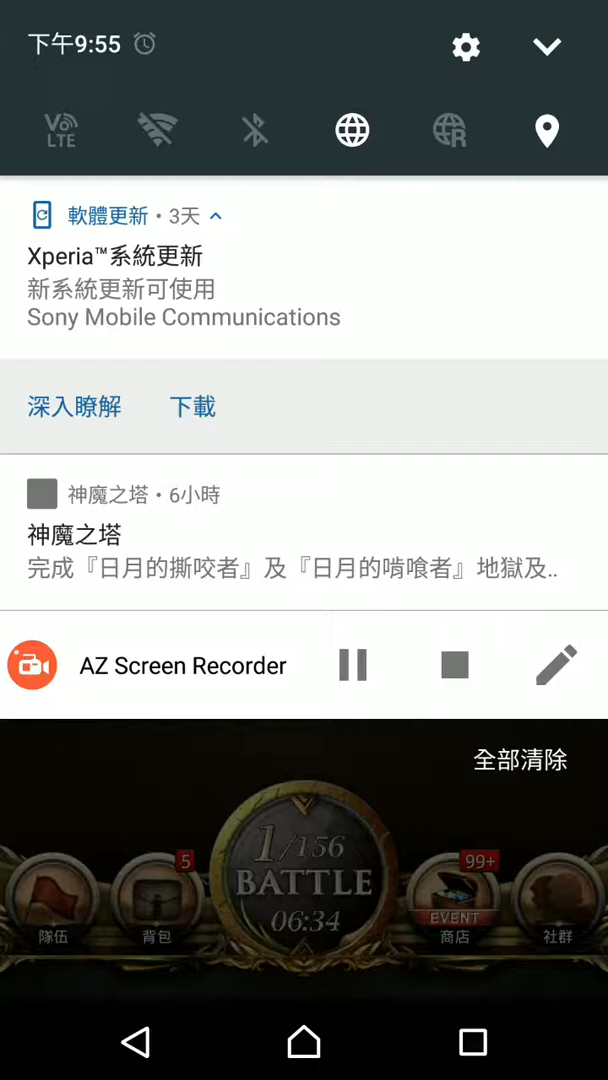 下午9:55
Vo
LTE
R
軟體更新 • 3天
Xperia™系統更新
新系統更新可使用
Sony Mobile Communications
深入瞭解 下載
神魔之塔 • 6小時
神魔之塔
完成『日月的撕咬者』及『日月的啃喰者』地獄及..
AZ Screen Recorder
全部清除
1/156
BATTLE
06:34
5
99+
EVENT
隊伍 背包 商店 社群